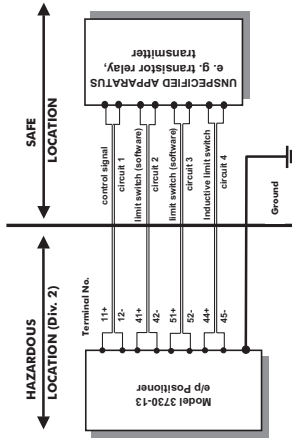 HAZARDOUS
LOCATION (Div. 2)
SAFE
LOCATION
Model 3730-13
e/p Positioner
Terminal No.
11+
12-
41+
42-
51+
52-
44+
45-
control signal
circuit 1
limit switch (software)
circuit 2
limit switch (software)
circuit 3
Inductive limit switch
circuit 4
Ground
UNSPECIFIED APPARATUS
e. g. transistor relay,
transmitter